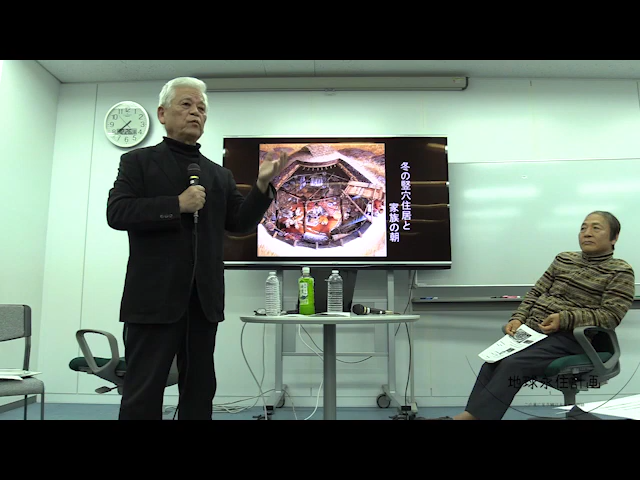 冬の竪穴住居と
家族の朝
地球永住計画